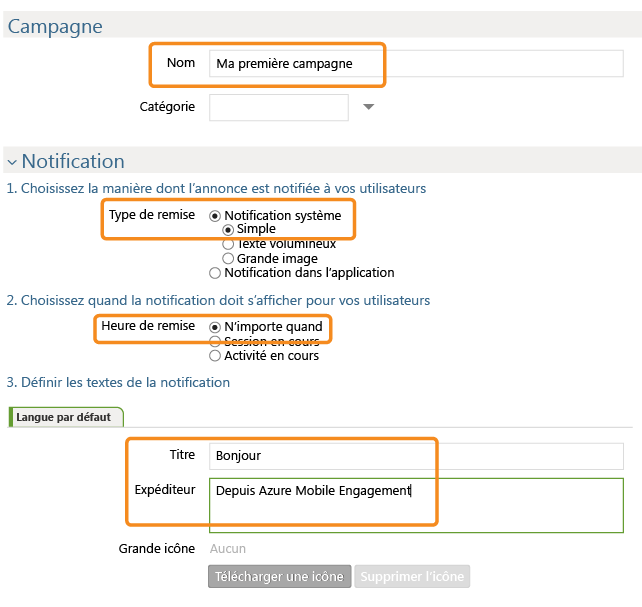 Campagne
Nom Ma première campagne
Catégorie
Notification
1. Choisissez la manière dont l'annonce est notifiée à vos utilisateurs
Type de remise Notification système
Simple
Texte volumineux
Grande image
Notification dans l'application
2. Choisissez quand la notification doit s'afficher pour vos utilisateurs
Heure de remise N'importe quand
Session en cours
Activité en cours
3. Définir les textes de la notification
Langue par défaut
Titre Bonjour
Expéditeur Depuis Azure Mobile Engagement
Grande icône Aucun
Télécharger une icône Supprimer l'icône